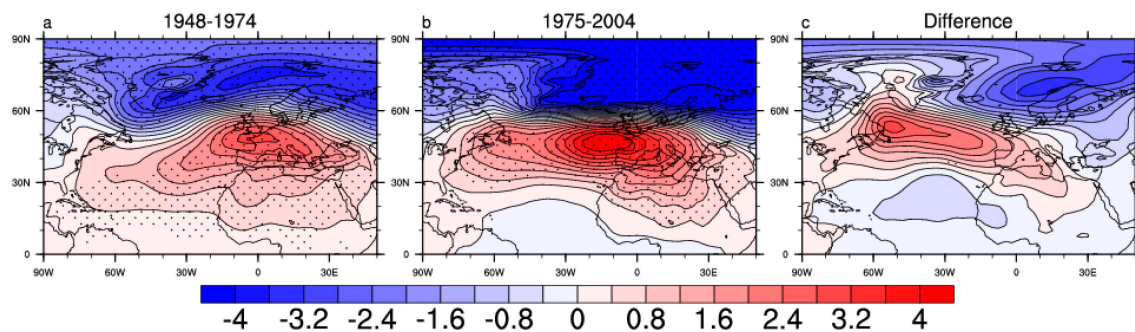 a 1948-1974
b 1975-2004
c Difference
90N 90N 90N
60N 60N 60N
30N 30N 30N
0 0 0
90W 60W 30W 0 30E 90W 60W 30W 0 30E 90W 60W 30W 0 30E
-4 -3.2 -2.4 -1.6 -0.8 0 0.8 1.6 2.4 3.2 4